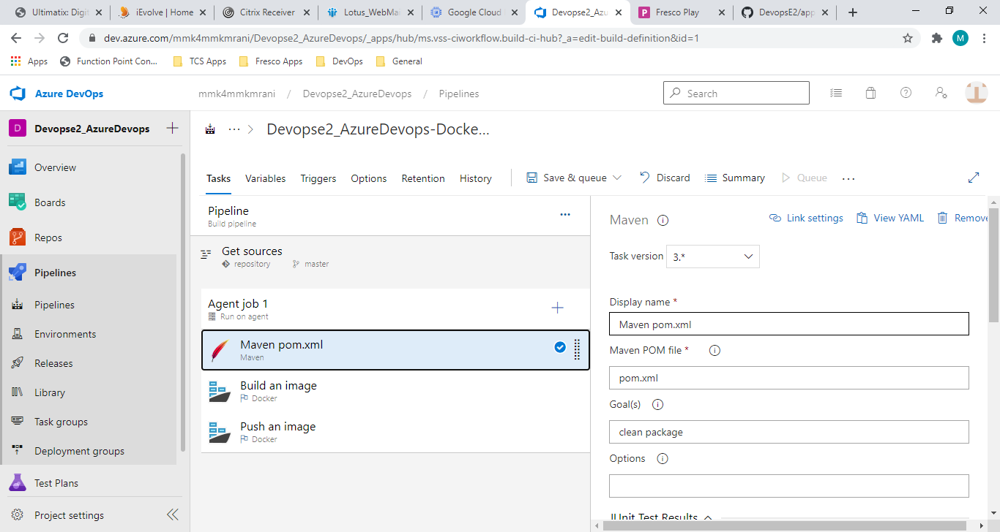 Ultimatix: Digit
iEvolve | Home
Citrix Receiver
Lotus_WebMai
Google Cloud
Devopse2_Azu
Fresco Play
DevopsE2/app
dev.azure.com/mmk4mmkmrani/Devopse2_AzureDevops/_apps/hub/ms.vss-ciworkflow.build-ci-hub?_a=edit-build-definition&id=1
M
Apps
Function Point Con...
TCS Apps
Fresco Apps
DevOps
General
Azure DevOps
mmk4mmkmrani / Devopse2_AzureDevops / Pipelines
Search
D
Devopse2_AzureDevops
Overview
Boards
Repos
Pipelines
Pipelines
Environments
Releases
Library
Task groups
Deployment groups
Test Plans
Project settings
... > Devopse2_AzureDevops-Docke...
Tasks
Variables
Triggers
Options
Retention
History
Save & queue
Discard
Summary
Queue
...
Pipeline
Build pipeline
...
Get sources
repository
master
Agent job 1
Run on agent
Maven pom.xml
Maven
Build an image
Docker
Push an image
Docker
Maven
Link settings
View YAML
Remove
Task version
3.*
Display name *
Maven pom.xml
Maven POM file *
pom.xml
Goal(s)
clean package
Options
JUnit Test Results